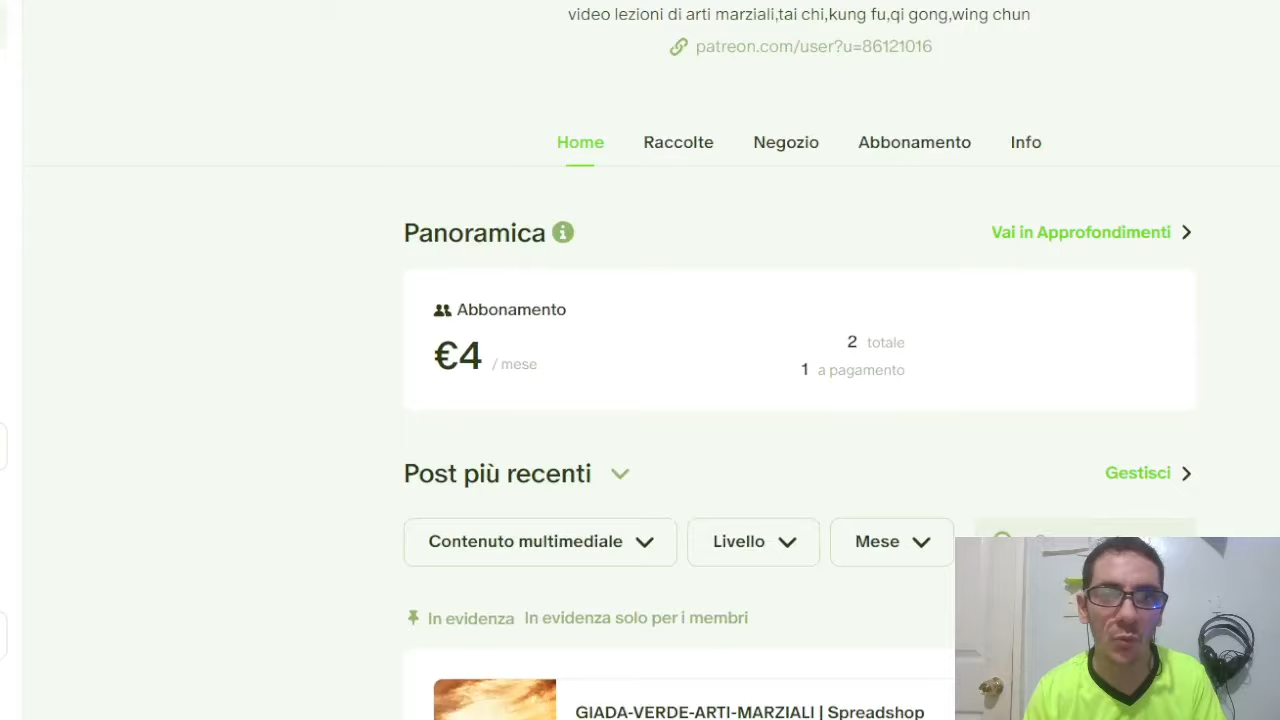 video lezioni di arti marziali,tai chi,kung fu,qi gong,wing chun
patreon.com/user?u=86121016
Home Raccolte Negozio Abbonamento Info
Panoramica
Vai in Approfondimenti
Abbonamento
€4 / mese
2 totale
1 a pagamento
Post più recenti
Gestisci
Contenuto multimediale Livello Mese
In evidenza In evidenza solo per i membri
GIADA-VERDE-ARTI-MARZIALI | Spreadshop